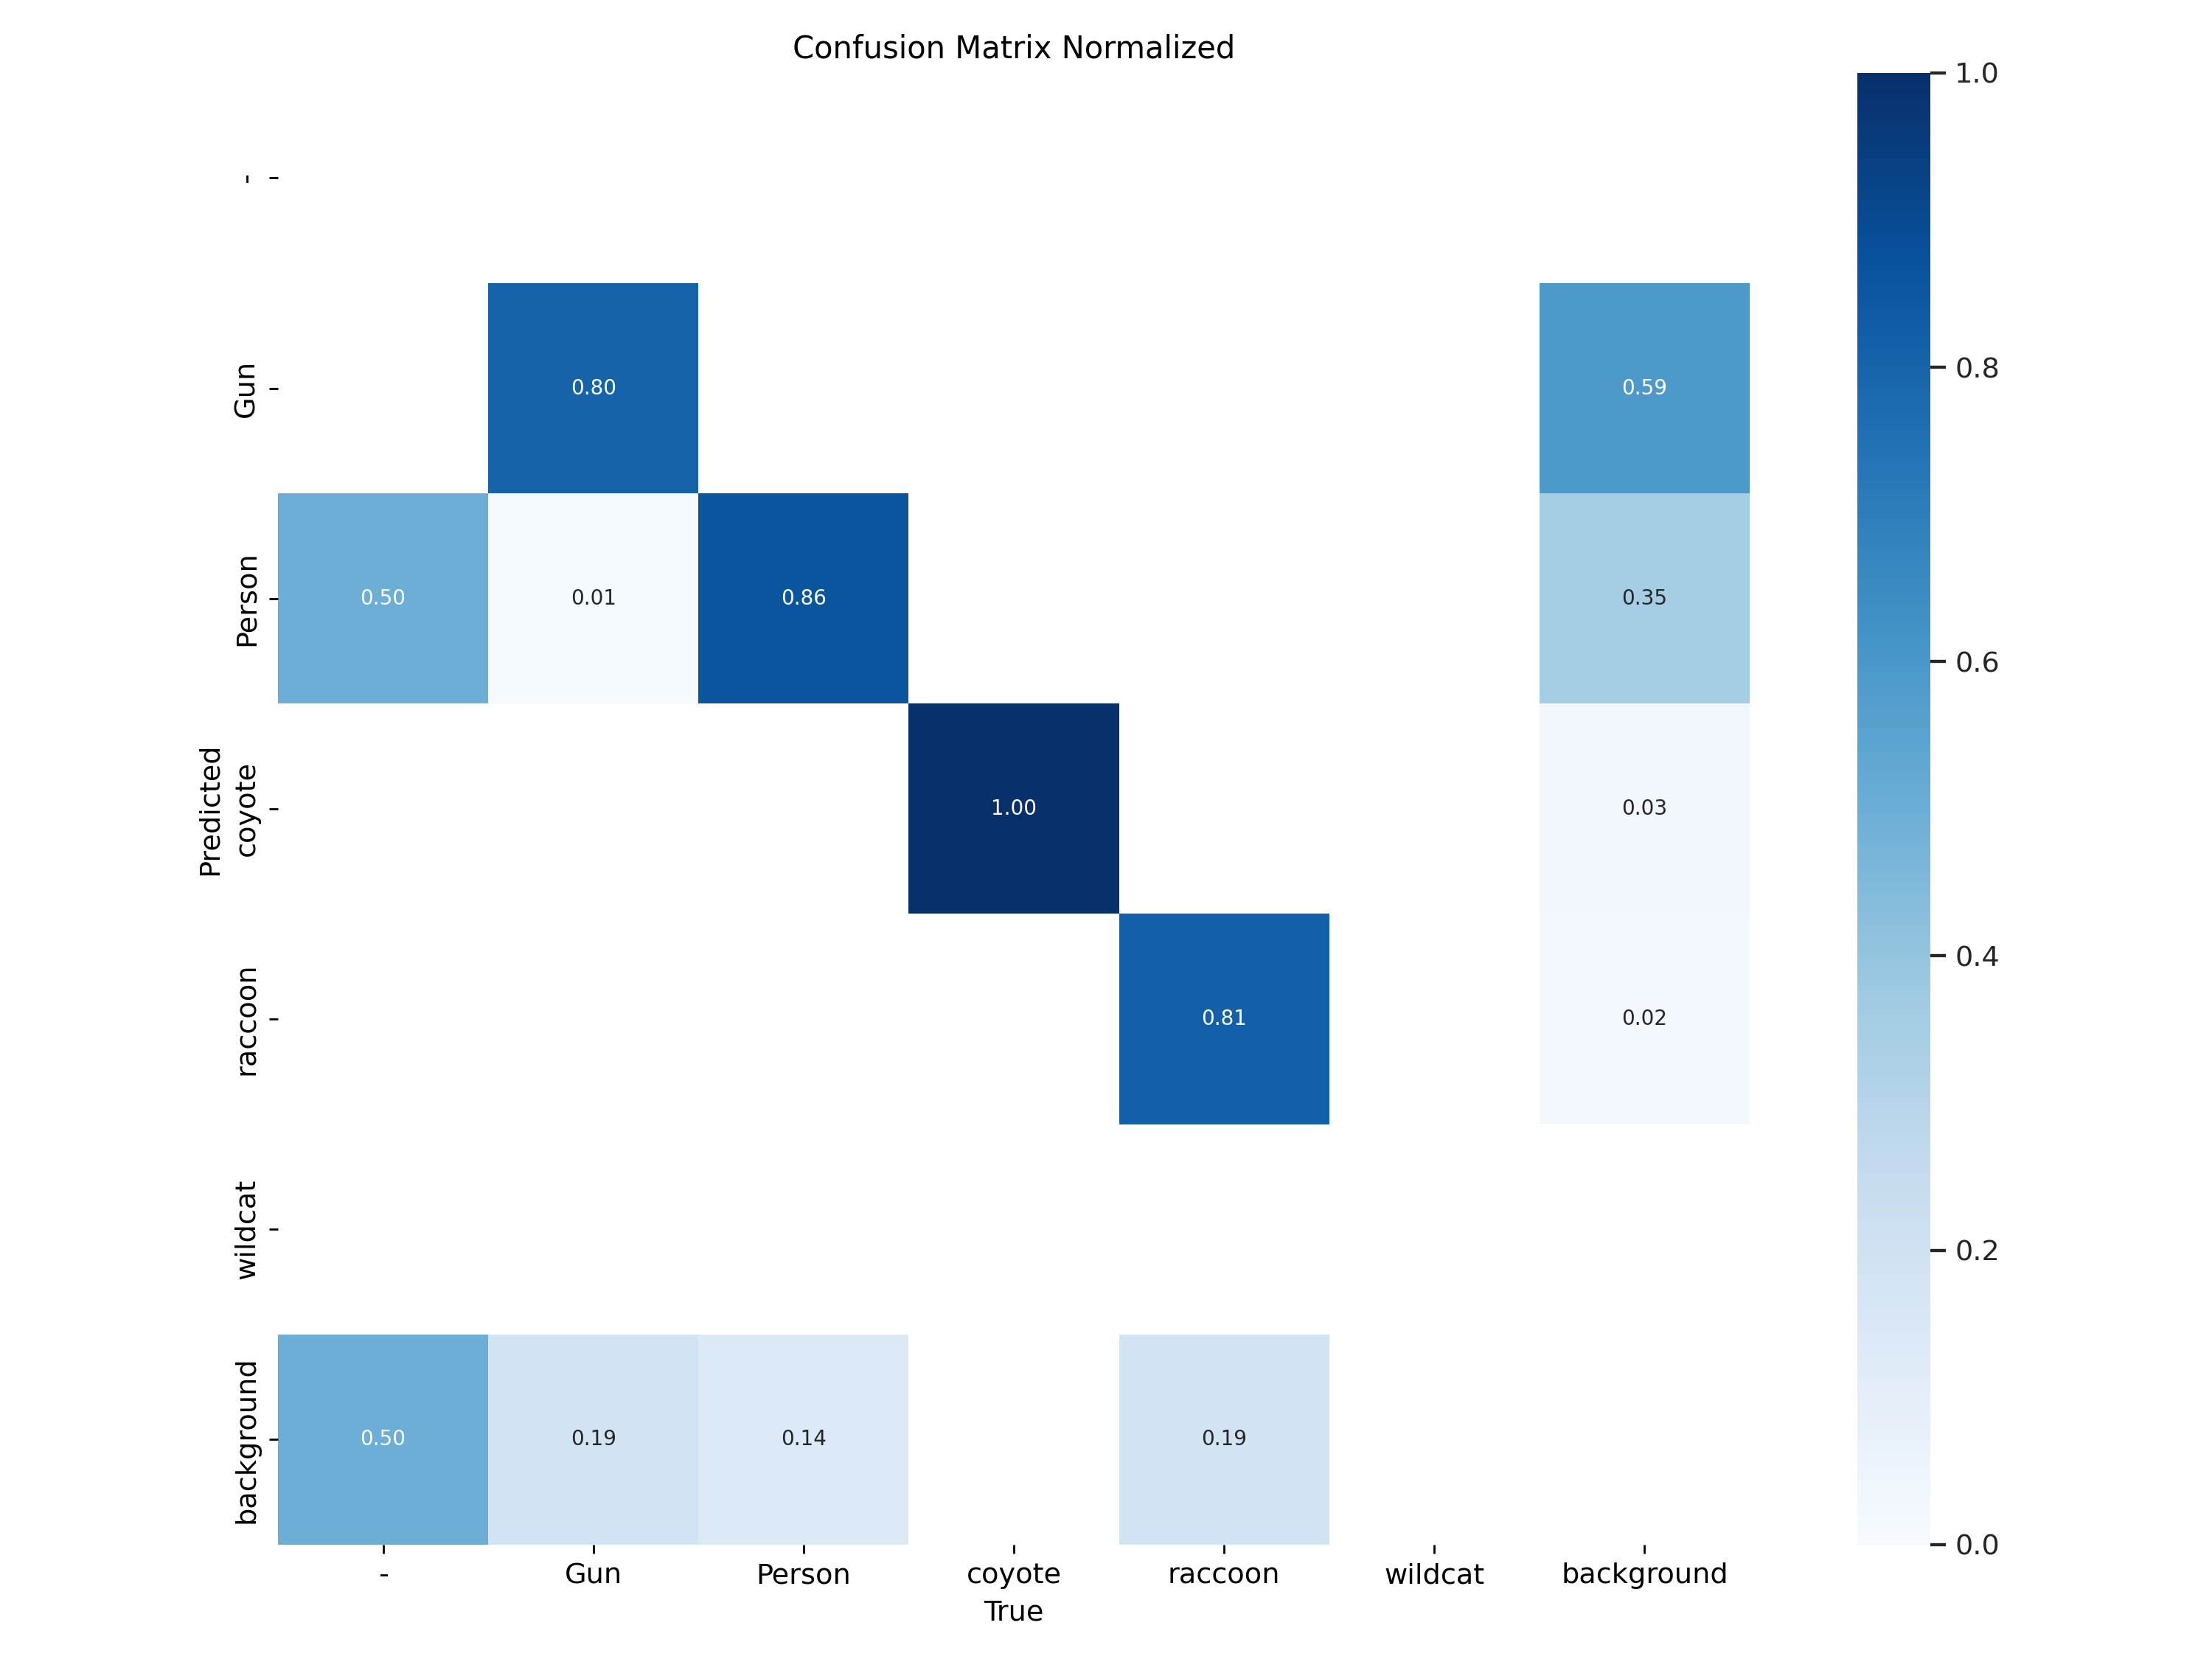 Confusion Matrix Normalized
-
Gun
Person
coyote
raccoon
wildcat
background
Predicted
0.80 0.59
0.50 0.01 0.86 0.35
1.00 0.03
0.81 0.02
0.50 0.19 0.14 0.19
- Gun Person coyote raccoon wildcat background
True
1.0
0.8
0.6
0.4
0.2
0.0